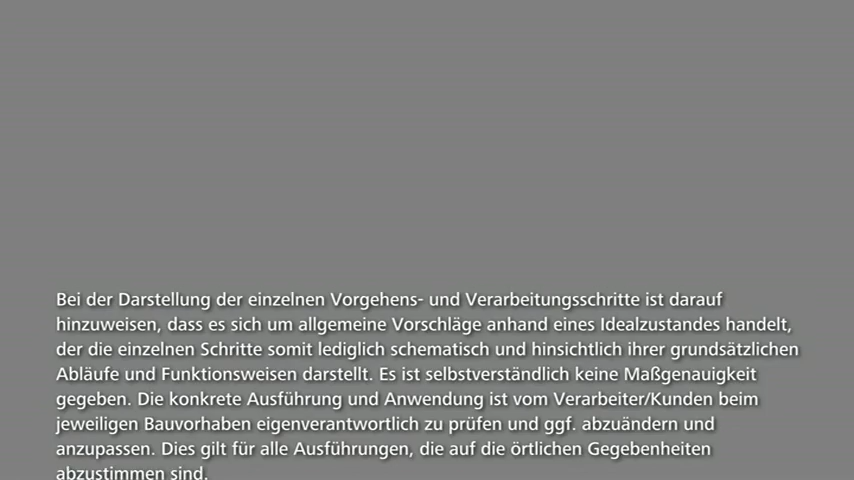 Bei der Darstellung der einzelnen Vorgehens- und Verarbeitungsschritte ist darauf
hinzuweisen, dass es sich um allgemeine Vorschläge anhand eines Idealzustandes handelt,
der die einzelnen Schritte somit lediglich schematisch und hinsichtlich ihrer grundsätzlichen
Abläufe und Funktionsweisen darstellt. Es ist selbstverständlich keine Maßgenauigkeit
gegeben. Die konkrete Ausführung und Anwendung ist vom Verarbeiter/Kunden beim
jeweiligen Bauvorhaben eigenverantwortlich zu prüfen und ggf. abzuändern und
anzupassen. Dies gilt für alle Ausführungen, die auf die örtlichen Gegebenheiten
abzustimmen sind.